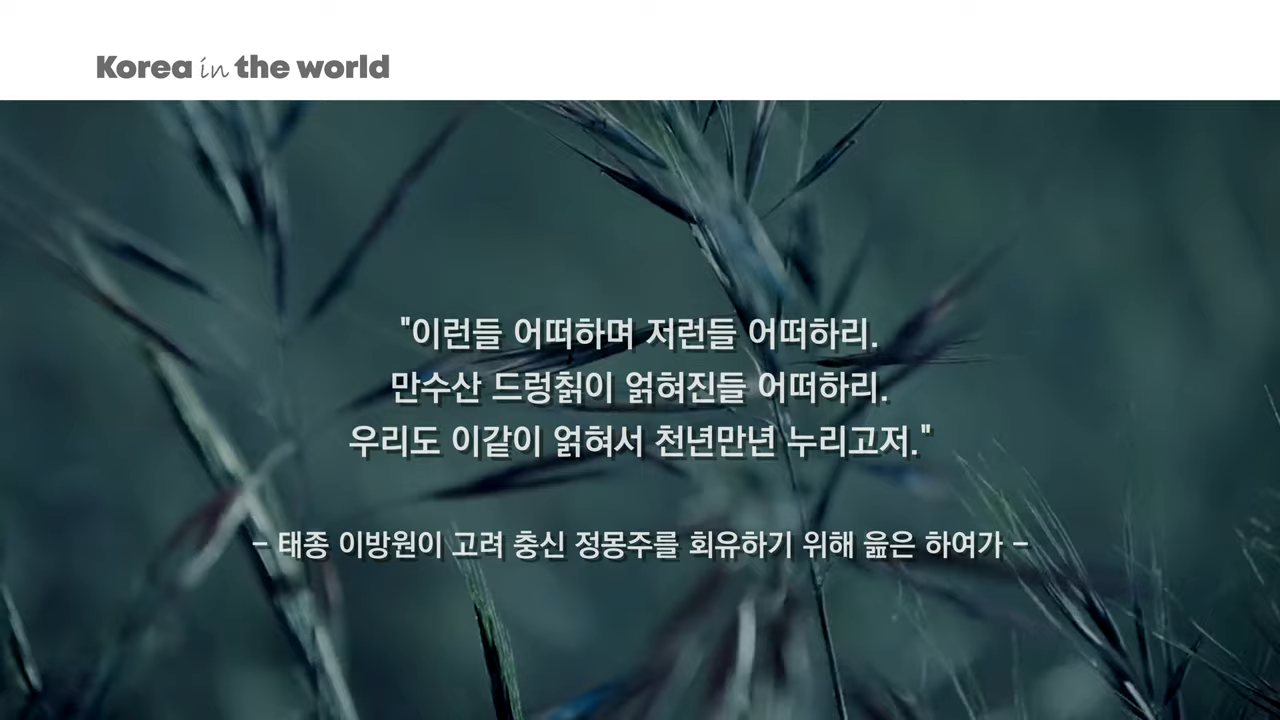 Korea in the world
"이런들 어떠하며 저런들 어떠하리.
만수산 드렁칡이 얽혀진들 어떠하리.
우리도 이같이 얽혀서 천년만년 누리고저."
- 태종 이방원이 고려 충신 정몽주를 회유하기 위해 읊은 하여가 -